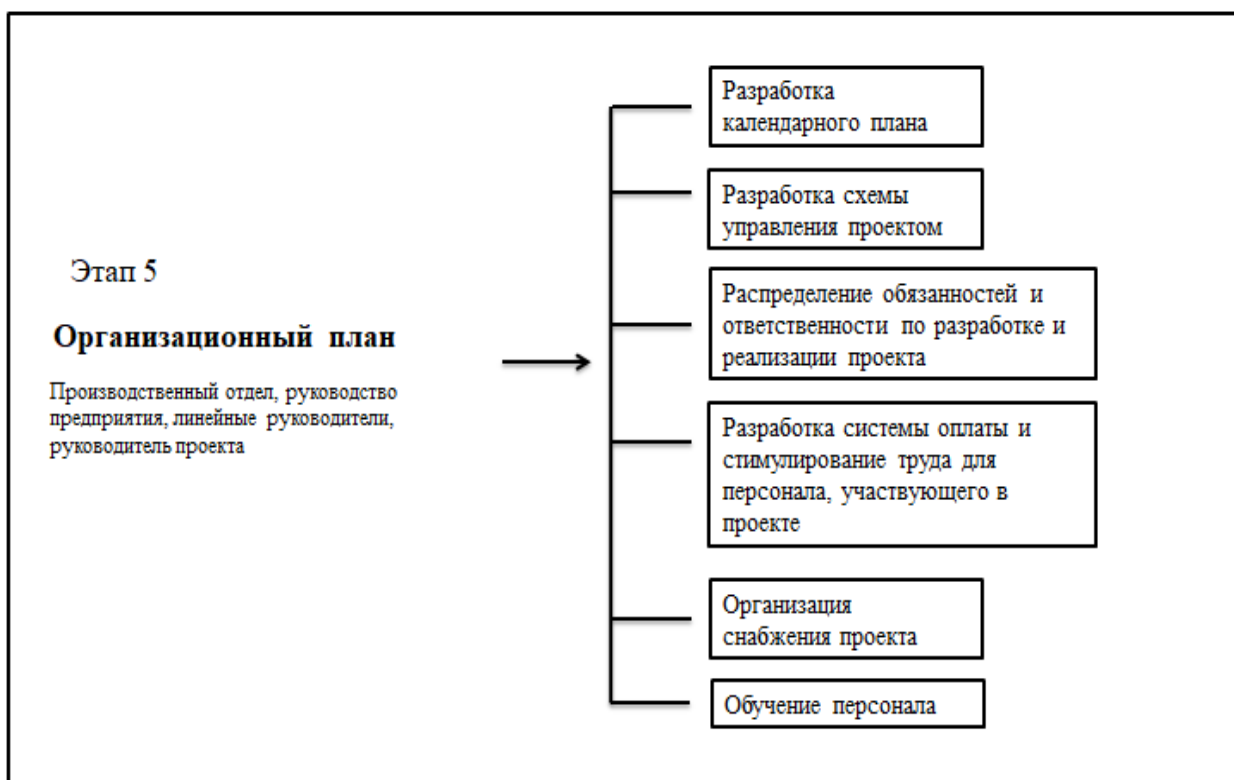 Этап 5
Организационный план
Производственный отдел, руководство
предприятия, линейные руководители,
руководитель проекта
Разработка
календарного плана
Разработка схемы
управления проектом
Распределение обязанностей и
ответственности по разработке и
реализации проекта
Разработка системы оплаты и
стимулирование труда для
персонала, участвующего в
проекте
Организация
снабжения проекта
Обучение персонала